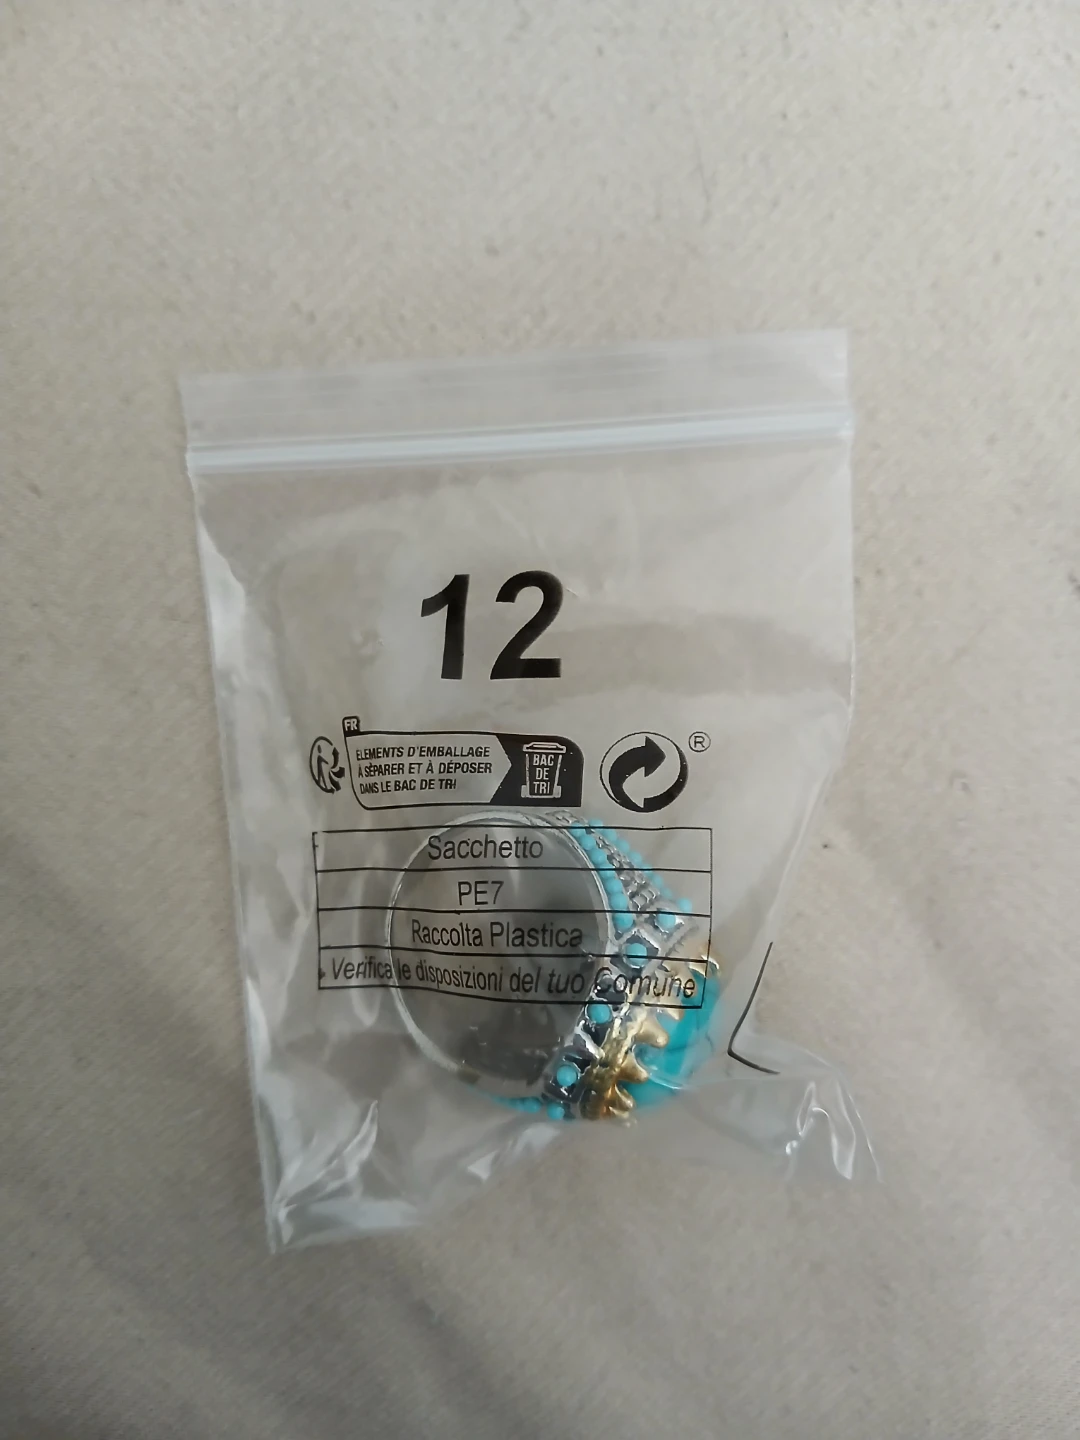 12
FR
ELEMENTS D'EMBALLAGE
À SÉPARER ET À DÉPOSER
DANS LE BAC DE TRI
BAC
DE
TRI
®
Sacchetto
PE7
Raccolta Plastica
Verifica le disposizioni del tuo Comune